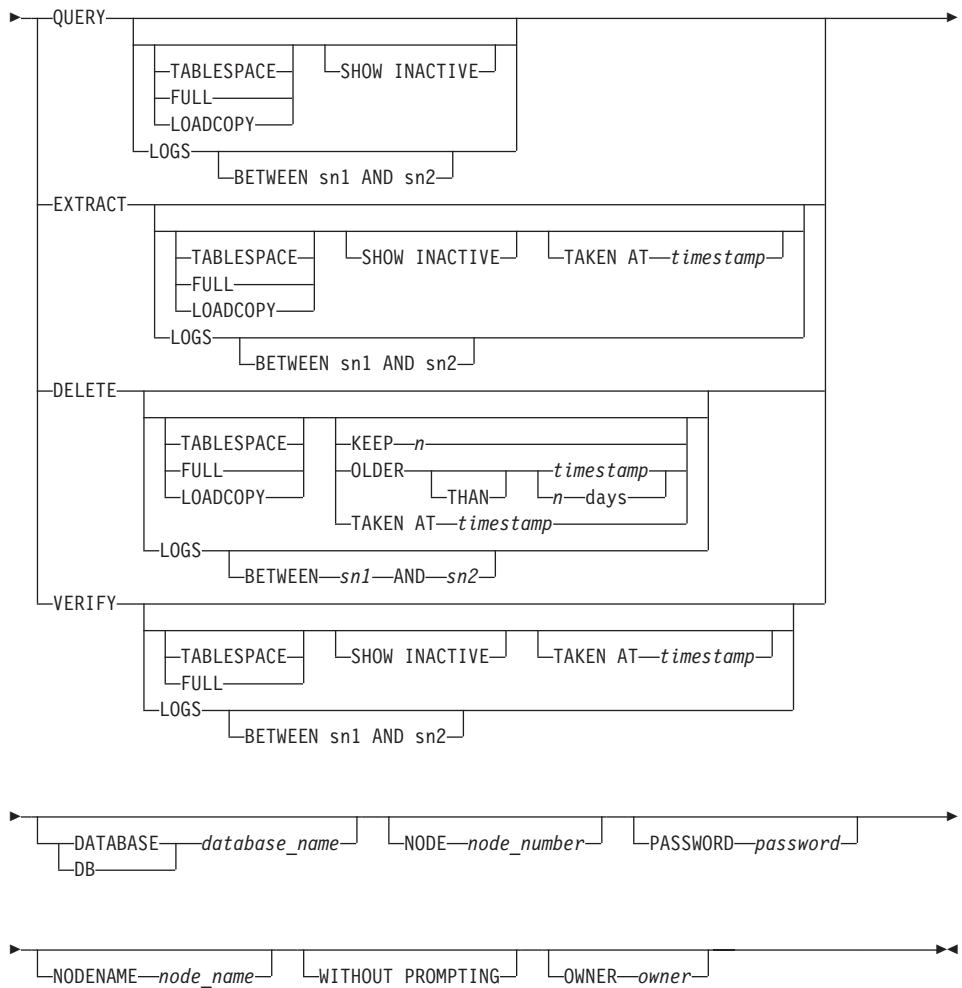 QUERY
TABLESPACE SHOW INACTIVE
FULL
LOADCOPY
LOGS
BETWEEN sn1 AND sn2
EXTRACT
TABLESPACE SHOW INACTIVE TAKEN AT timestamp
FULL
LOADCOPY
LOGS
BETWEEN sn1 AND sn2
DELETE
TABLESPACE KEEP n
FULL OLDER timestamp
LOADCOPY THAN n days
TAKEN AT timestamp
LOGS
BETWEEN sn1 AND sn2
VERIFY
TABLESPACE SHOW INACTIVE TAKEN AT timestamp
FULL
LOGS
BETWEEN sn1 AND sn2
DATABASE database_name NODE node_number PASSWORD password
DB
NODENAME node_name WITHOUT PROMPTING OWNER owner